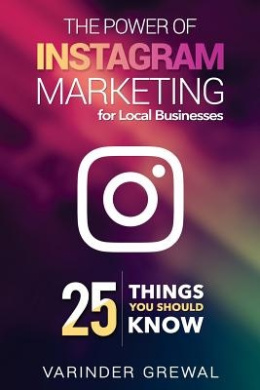 THE POWER OF
INSTAGRAM
MARKETING
for Local Businesses
25 THINGS
YOU SHOULD
KNOW
VARINDER GREWAL